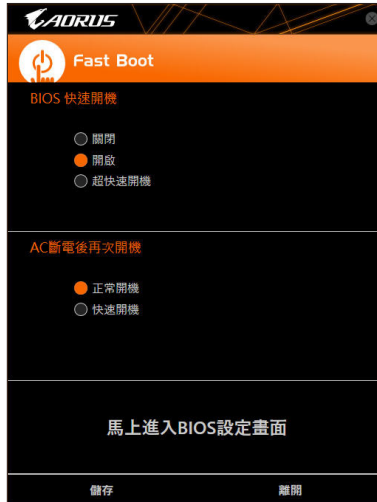 AORUS
Fast Boot
BIOS 快速開機
關閉
開啟
超快速開機
AC斷電後再次開機
正常開機
快速開機
馬上進入BIOS設定畫面
儲存 離開